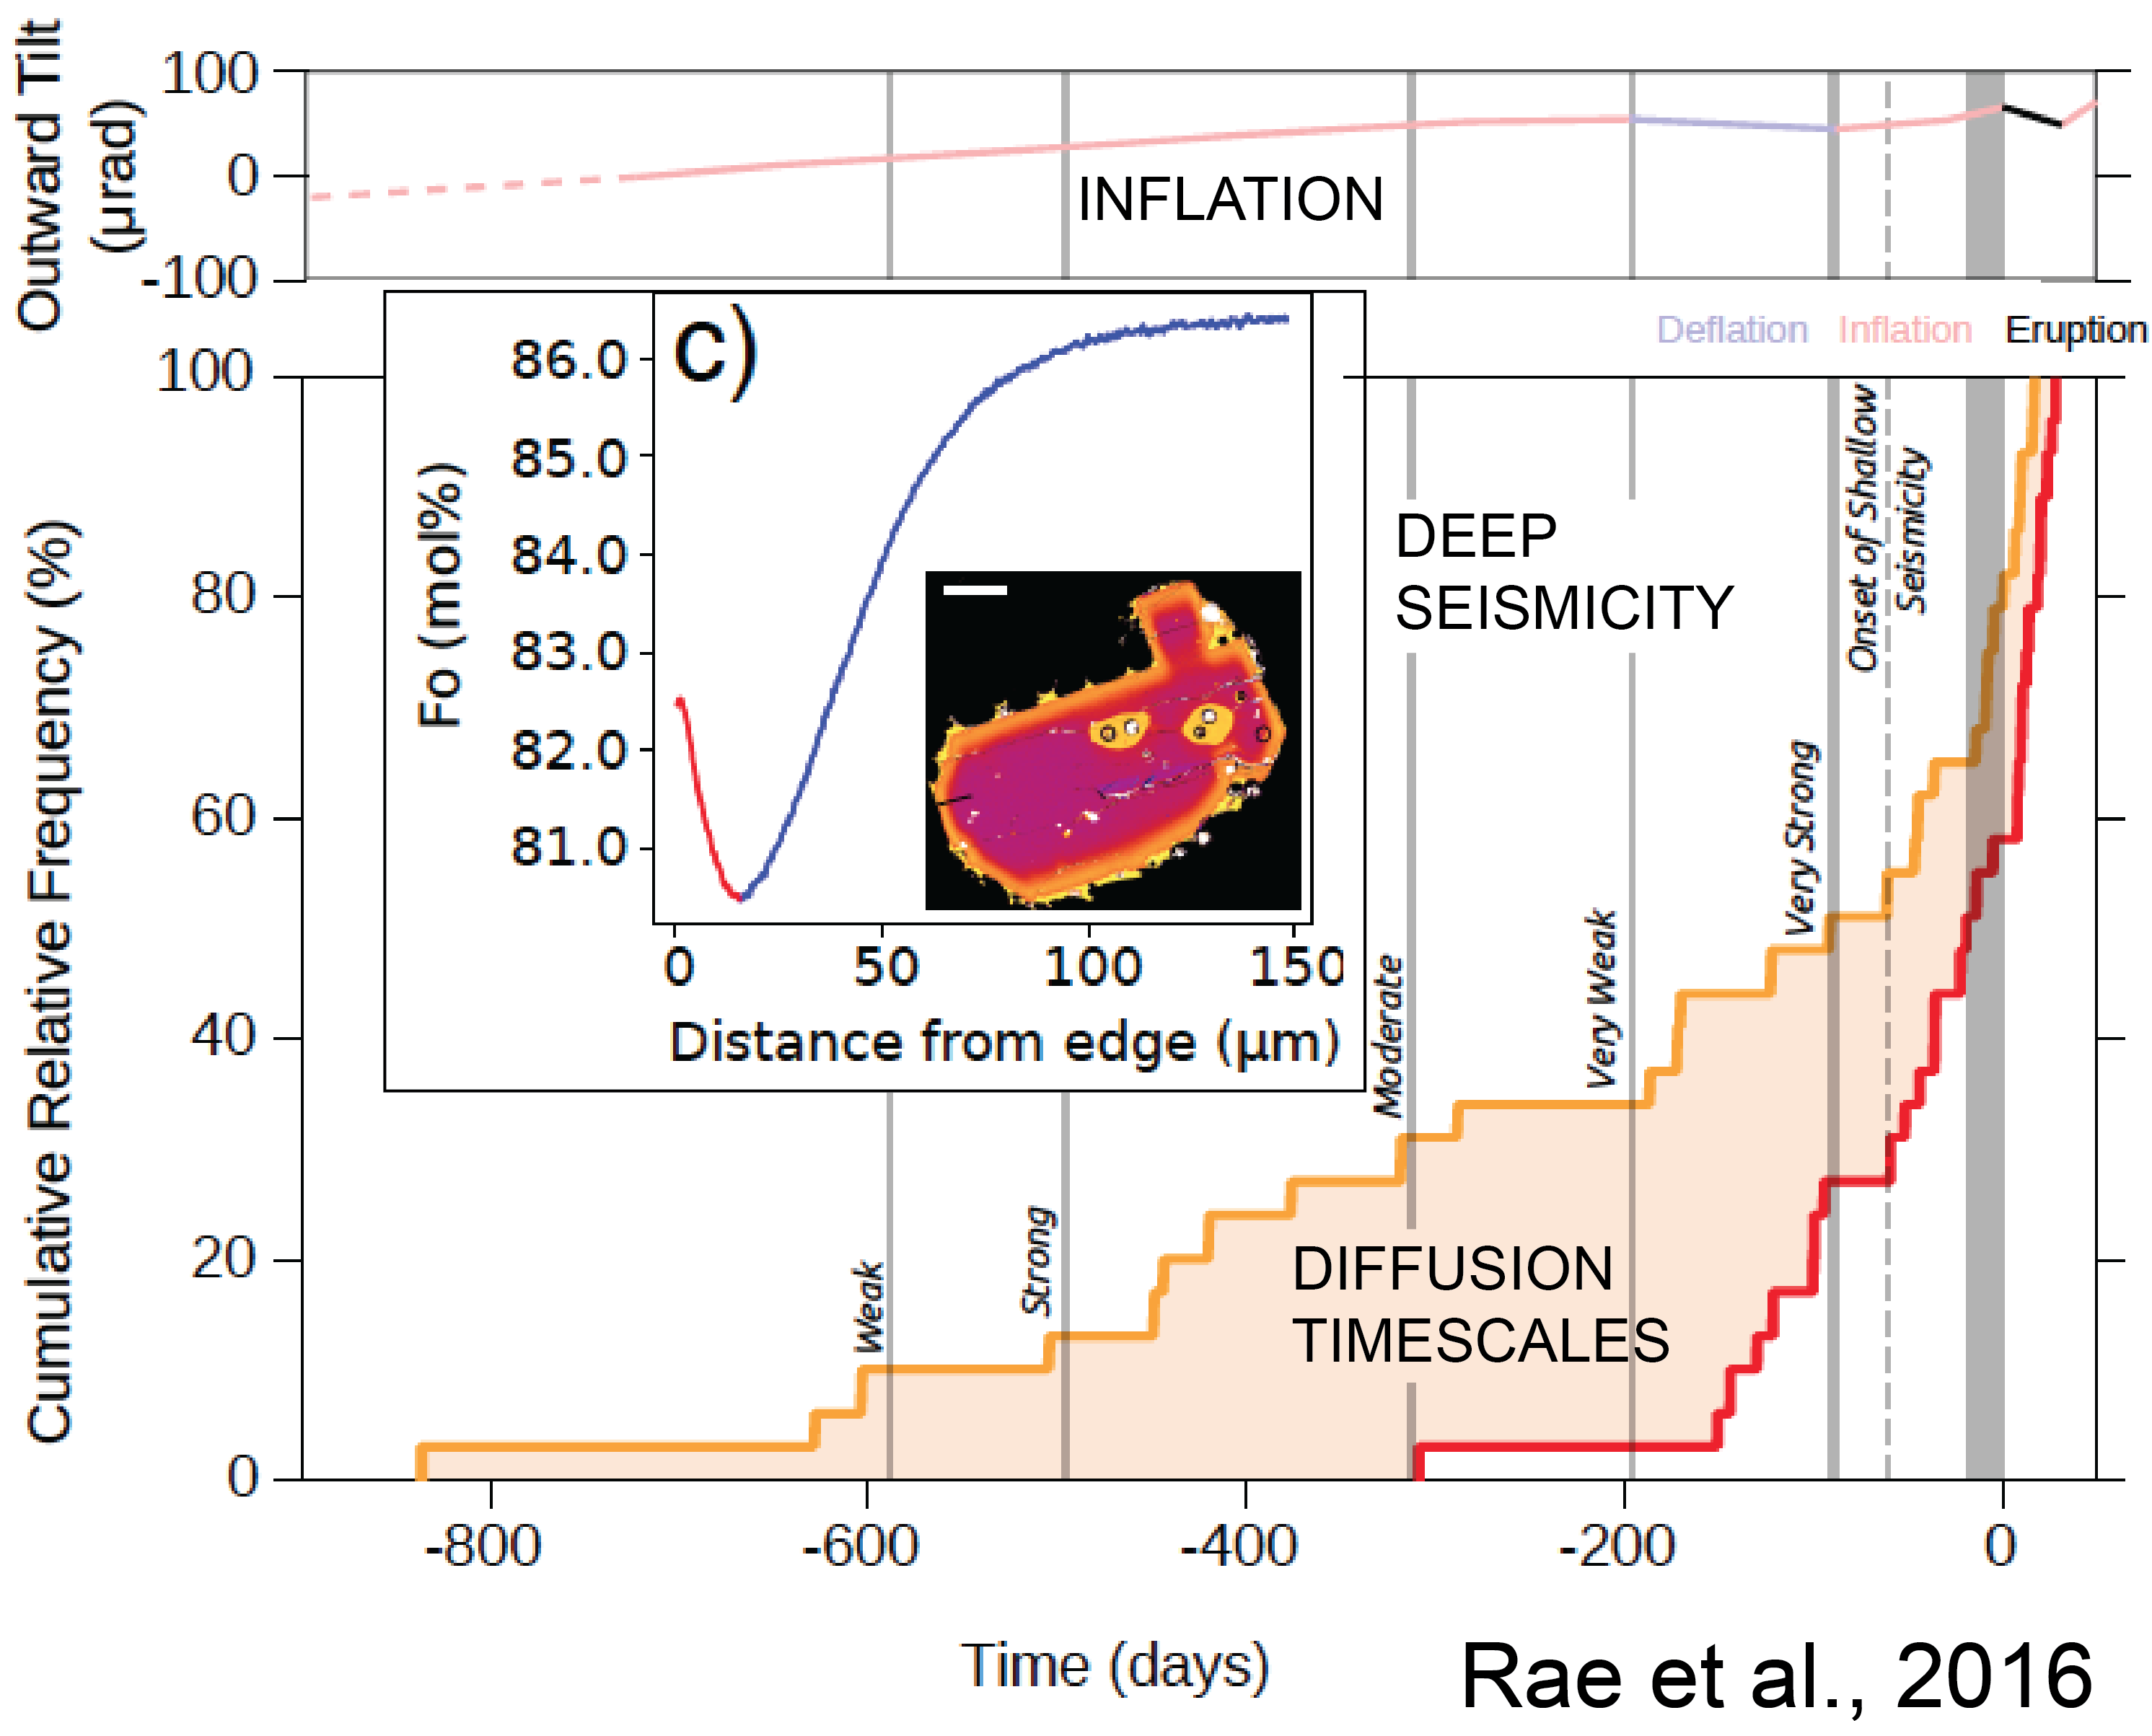 Outward Tilt
(μrad)
100
0
-100
INFLATION
Deflation Inflation Eruption
Cumulative Relative Frequency (%)
100
80
60
40
20
0
c)
Fo (mol%)
86.0
85.0
84.0
83.0
82.0
81.0
0 50 100 150
Distance from edge (μm)
DEEP
SEISMICITY
Onset of Shallow
Seismicity
Weak
Strong
Moderate
Very Weak
Very Strong
DIFFUSION
TIMESCALES
-800 -600 -400 -200 0
Time (days)
Rae et al., 2016